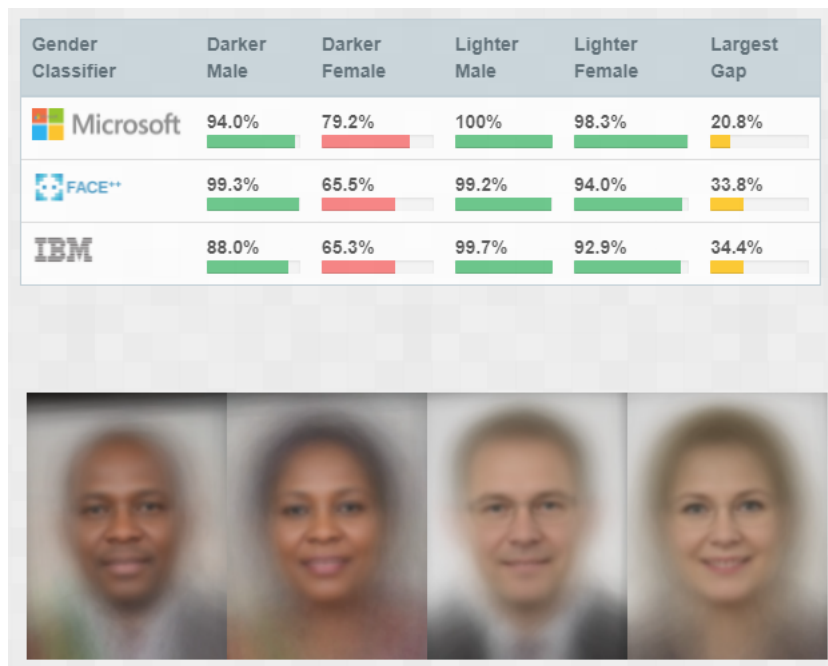 Gender Classifier Darker Male Darker Female Lighter Male Lighter Female Largest Gap
Microsoft 94.0% 79.2% 100% 98.3% 20.8%
FACE++ 99.3% 65.5% 99.2% 94.0% 33.8%
IBM 88.0% 65.3% 99.7% 92.9% 34.4%